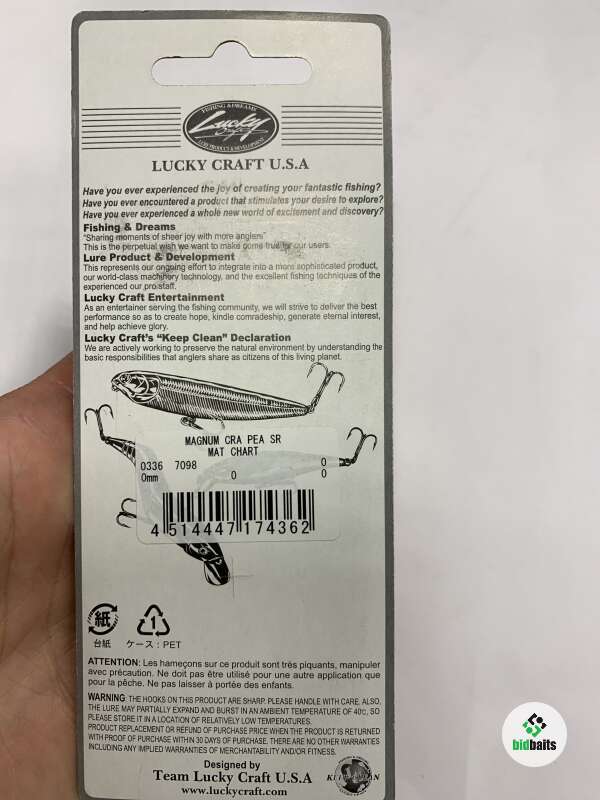 FISHING & DREAMS
Lucky
Craft
LURE PRODUCT & DEVELOPMENT
LUCKY CRAFT U.S.A
Have you ever experienced the joy of creating your fantastic fishing?
Have you ever encountered a product that stimulates your desire to explore?
Have you ever experienced a whole new world of excitement and discovery?
Fishing & Dreams
"Sharing moments of sheer joy with more anglers"
This is the perpetual wish we want to make come true for our users.
Lure Product & Development
This represents our ongoing effort to integrate into a more sophisticated product,
our world-class machinery technology, and the excellent fishing techniques of the
experienced our pro.staff.
Lucky Craft Entertainment
As an entertainer serving the fishing community, we will strive to deliver the best
performance so as to create hope, kindle comradeship, generate eternal interest,
and help achieve glory.
Lucky Craft's "Keep Clean" Declaration
We are actively working to preserve the natural environment by understanding the
basic responsibilities that anglers share as citizens of this living planet.
MAGNUM CRA PEA SR
MAT CHART
0336 7098 0
0mm 0 0
4 514447 174362
紙 1
台紙 ケース：PET
ATTENTION: Les hameçons sur ce produit sont très piquants, manipuler
avec précaution. Ne doit pas être utilisé pour une autre application que
pour la pêche. Ne pas laisser à portée des enfants.
WARNING: THE HOOKS ON THIS PRODUCT ARE SHARP. PLEASE HANDLE WITH CARE. ALSO,
THE LURE MAY PARTIALLY EXPAND AND BURST IN AN AMBIENT TEMPERATURE OF 40C, SO
PLEASE STORE IT IN A LOCATION OF RELATIVELY LOW TEMPERATURES.
PRODUCT REPLACEMENT OR REFUND OF PURCHASE PRICE WHEN THE PRODUCT IS RETURNED
WITH PROOF OF PURCHASE WITHIN 30 DAYS OF PURCHASE. THERE ARE NO OTHER WARRANTIES
INCLUDING ANY IMPLIED WARRANTIES OF MERCHANTABILITY AND/OR FITNESS.
Designed by
Team Lucky Craft U.S.A
www.luckycraft.com
bidbaits